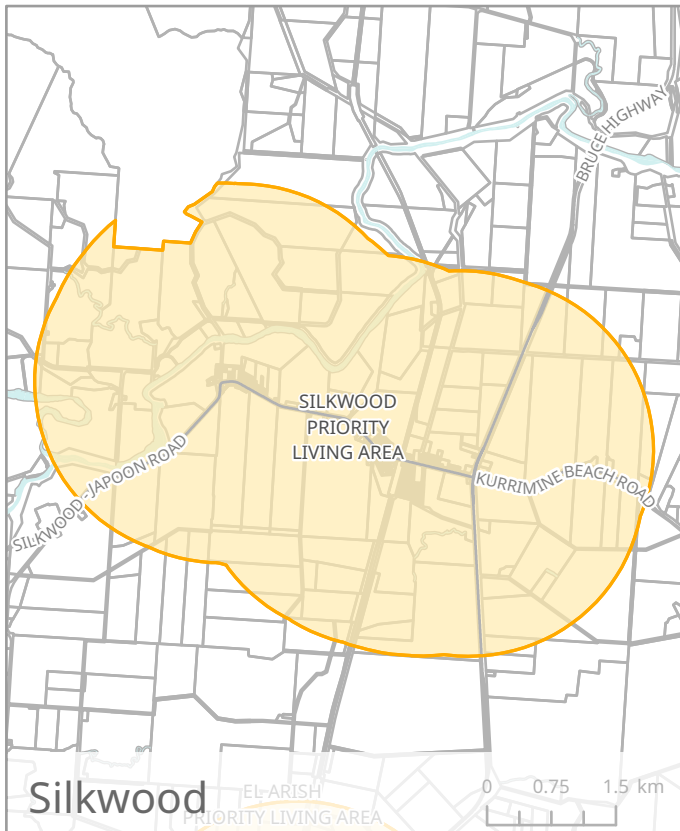 BRUCE HIGHWAY
SILKWOOD
PRIORITY
LIVING AREA
SILKWOOD - JAPOON ROAD
KURRIMINE BEACH ROAD
Silkwood
EL ARISH
PRIORITY LIVING AREA
0 0.75 1.5 km